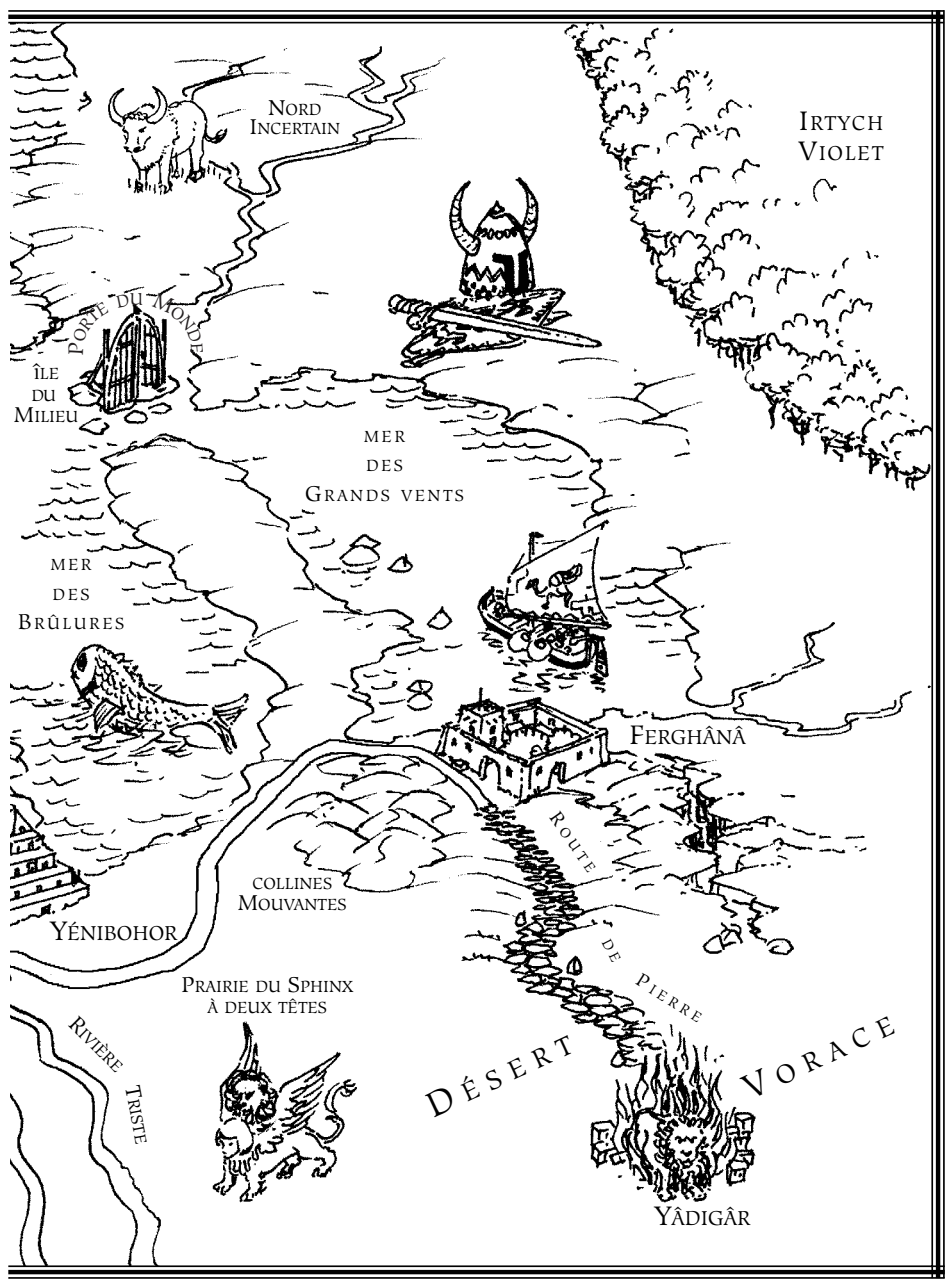 NORD
INCERTAIN
IRTYCH
VIOLET
PORTE DU MONDE
ÎLE
DU
MILIEU
MER
DES
GRANDS VENTS
MER
DES
BRÛLURES
FERGHÂNÂ
ROUTE DE PIERRE
COLLINES
MOUVANTES
YÉNIBOHOR
PRAIRIE DU SPHINX
À DEUX TÊTES
RIVIÈRE TRISTE
DÉSERT VORACE
YÂDIGÂR